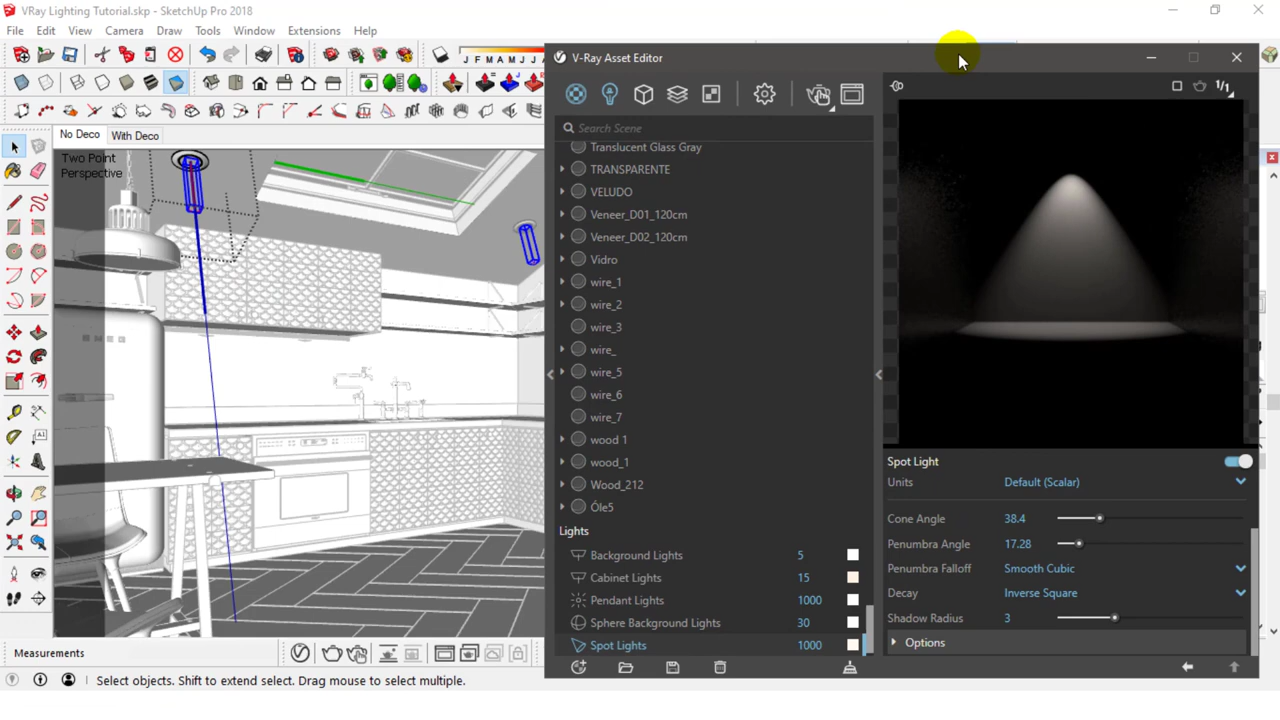 VRay Lighting Tutorial.skp - SketchUp Pro 2018
File Edit View Camera Draw Tools Window Extensions Help
J F M A M J J A S O N D
No Deco With Deco
Two Point
Perspective
V-Ray Asset Editor
Search Scene
1/1
Translucent Glass Gray
TRANSPARENTE
VELUDO
Veneer_D01_120cm
Veneer_D02_120cm
Vidro
wire_1
wire_2
wire_3
wire_
wire_5
wire_6
wire_7
wood 1
wood_1
Wood_212
Óle5
Lights
Background Lights 5
Cabinet Lights 15
Pendant Lights 1000
Sphere Background Lights 30
Spot Lights 1000
Spot Light
Units Default (Scalar)
Cone Angle 38.4
Penumbra Angle 17.28
Penumbra Falloff Smooth Cubic
Decay Inverse Square
Shadow Radius 3
Options
Measurements
Select objects. Shift to extend select. Drag mouse to select multiple.